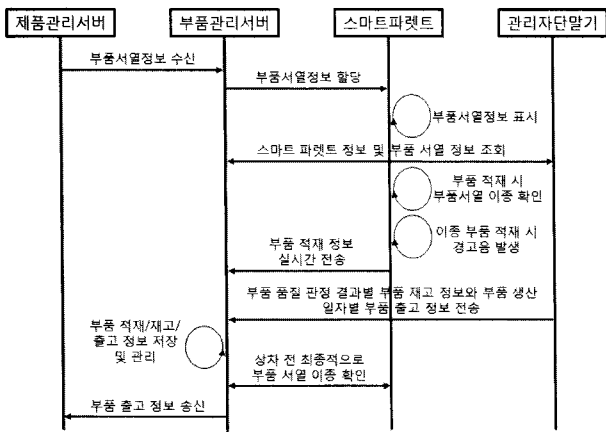 제품관리서버
부품관리서버
스마트파렛트
관리자단말기
부품서열정보 수신
부품서열정보 할당
부품서열정보 표시
스마트 파렛트 정보 및 부품 서열 정보 조회
부품 적재 시
부품서열 이종 확인
이종 부품 적재 시
경고음 발생
부품 적재 정보
실시간 전송
부품 품질 판정 결과별 부품 재고 정보와 부품 생산
일자별 부품 출고 정보 전송
부품 적재/재고/
출고 정보 저장
및 관리
상차 전 최종적으로
부품 서열 이종 확인
부품 출고 정보 송신